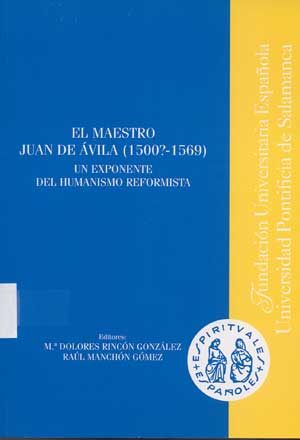 EL MAESTRO
JUAN DE ÁVILA (1500?-1569)
UN EXPONENTE
DEL HUMANISMO REFORMISTA
Editores:
M.ª DOLORES RINCÓN GONZÁLEZ
RAÚL MANCHÓN GÓMEZ
Fundación Universitaria Española
Universidad Pontificia de Salamanca
ESPIRITVALES
ESPAÑOLES